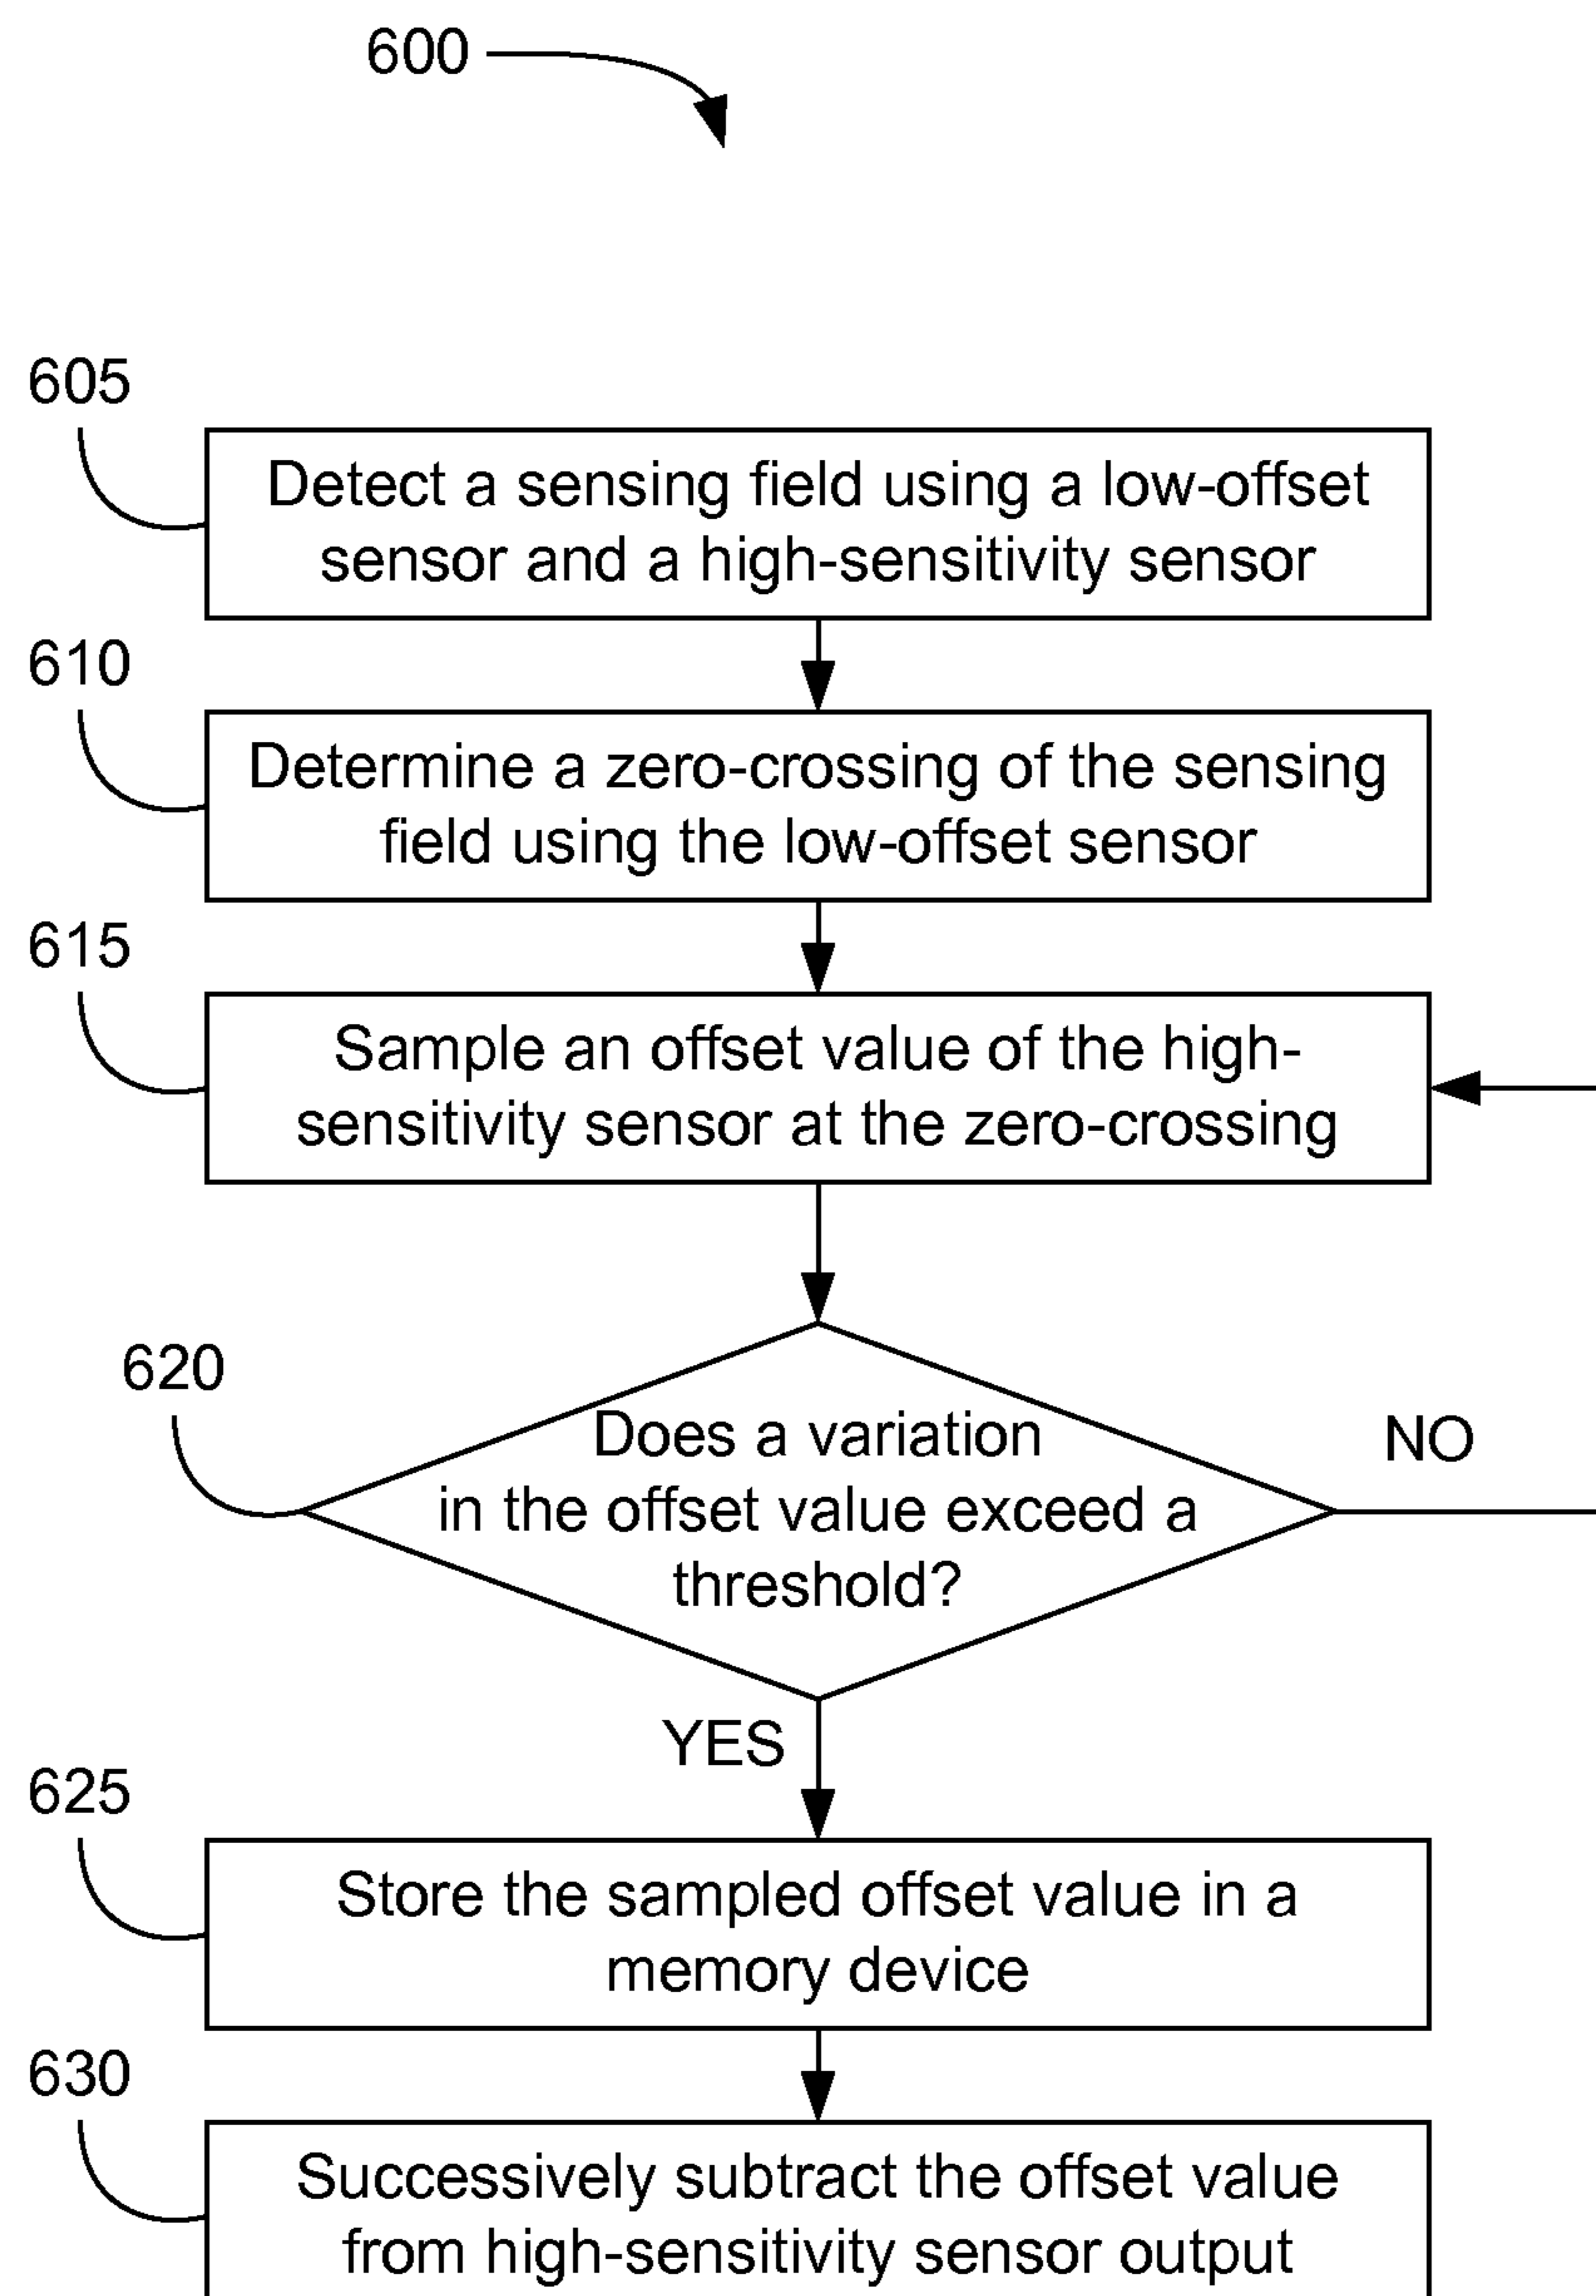 600
605
Detect a sensing field using a low-offset
sensor and a high-sensitivity sensor
610
Determine a zero-crossing of the sensing
field using the low-offset sensor
615
Sample an offset value of the high-
sensitivity sensor at the zero-crossing
620
Does a variation
in the offset value exceed a
threshold?
NO
YES
625
Store the sampled offset value in a
memory device
630
Successively subtract the offset value
from high-sensitivity sensor output